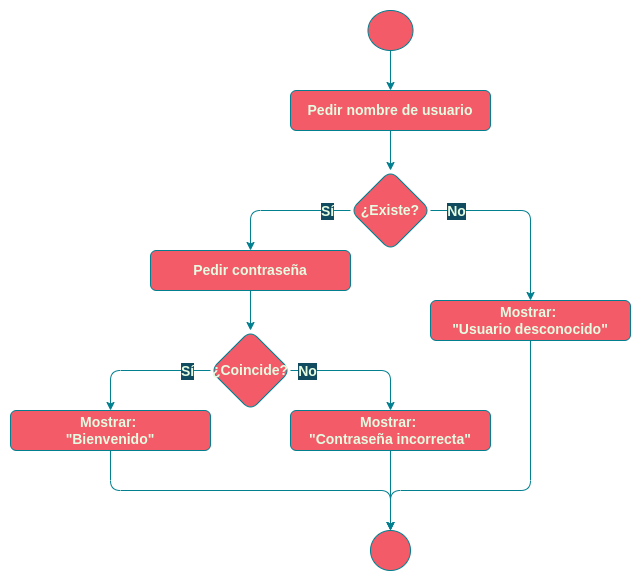 Pedir nombre de usuario
¿Existe?
Sí
No
Pedir contraseña
Mostrar:
"Usuario desconocido"
¿Coincide?
Sí
No
Mostrar:
"Bienvenido"
Mostrar:
"Contraseña incorrecta"